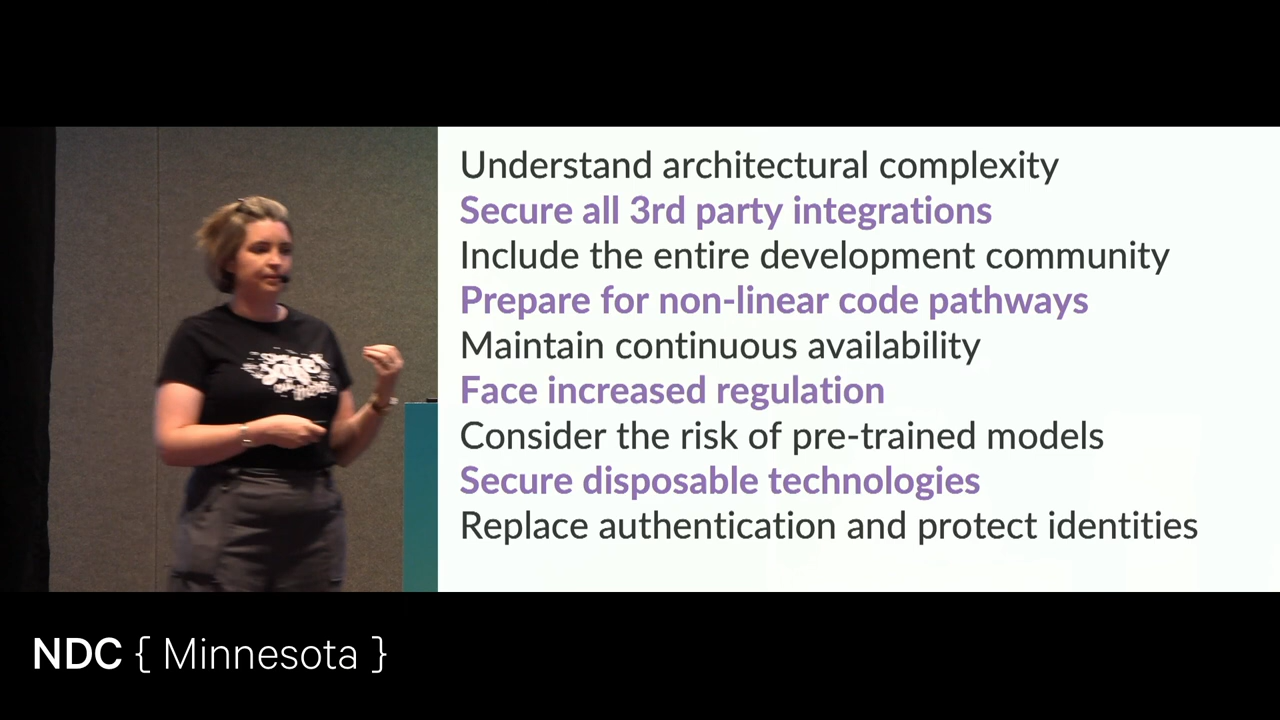 Understand architectural complexity
Secure all 3rd party integrations
Include the entire development community
Prepare for non-linear code pathways
Maintain continuous availability
Face increased regulation
Consider the risk of pre-trained models
Secure disposable technologies
Replace authentication and protect identities
NDC { Minnesota }